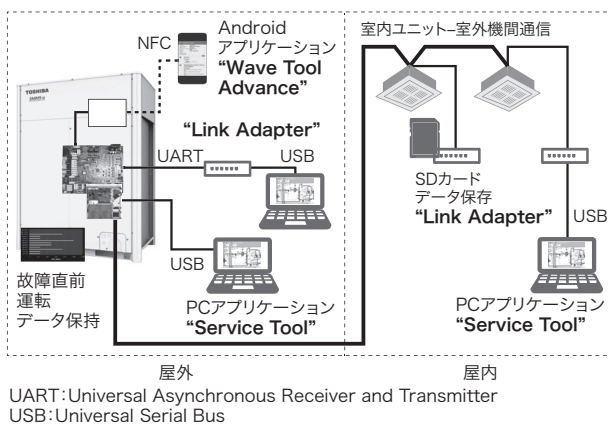 NFC
Android
アプリケーション
“Wave Tool
Advance”
TOSHIBA
“Link Adapter”
UART
USB
USB
故障直前
運転
データ保持
PCアプリケーション
“Service Tool”
屋外
室内ユニット–室外機間通信
SDカード
データ保存
“Link Adapter”
USB
PCアプリケーション
“Service Tool”
屋内
UART:Universal Asynchronous Receiver and Transmitter
USB:Universal Serial Bus